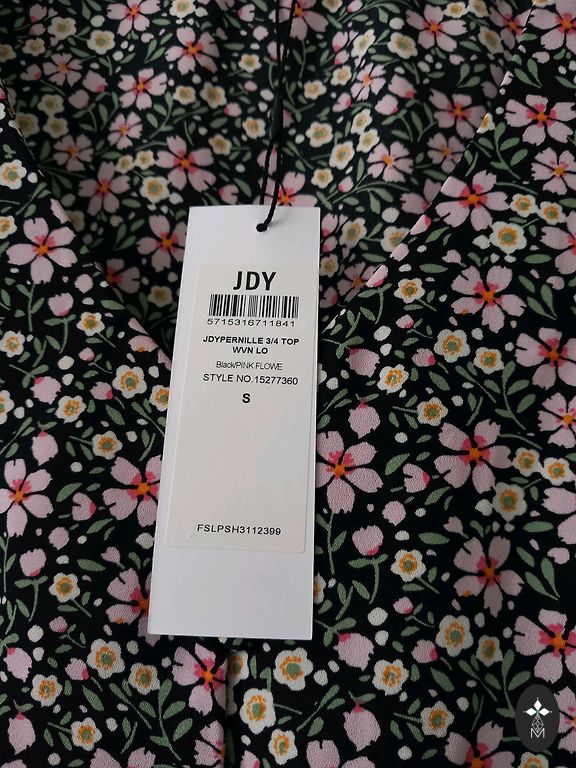 JDY
5715316711841
JDYPERNILLE 3/4 TOP
WVN LO
Black/PINK FLOWE
STYLE NO.15277360
S
FSLPSH3112399